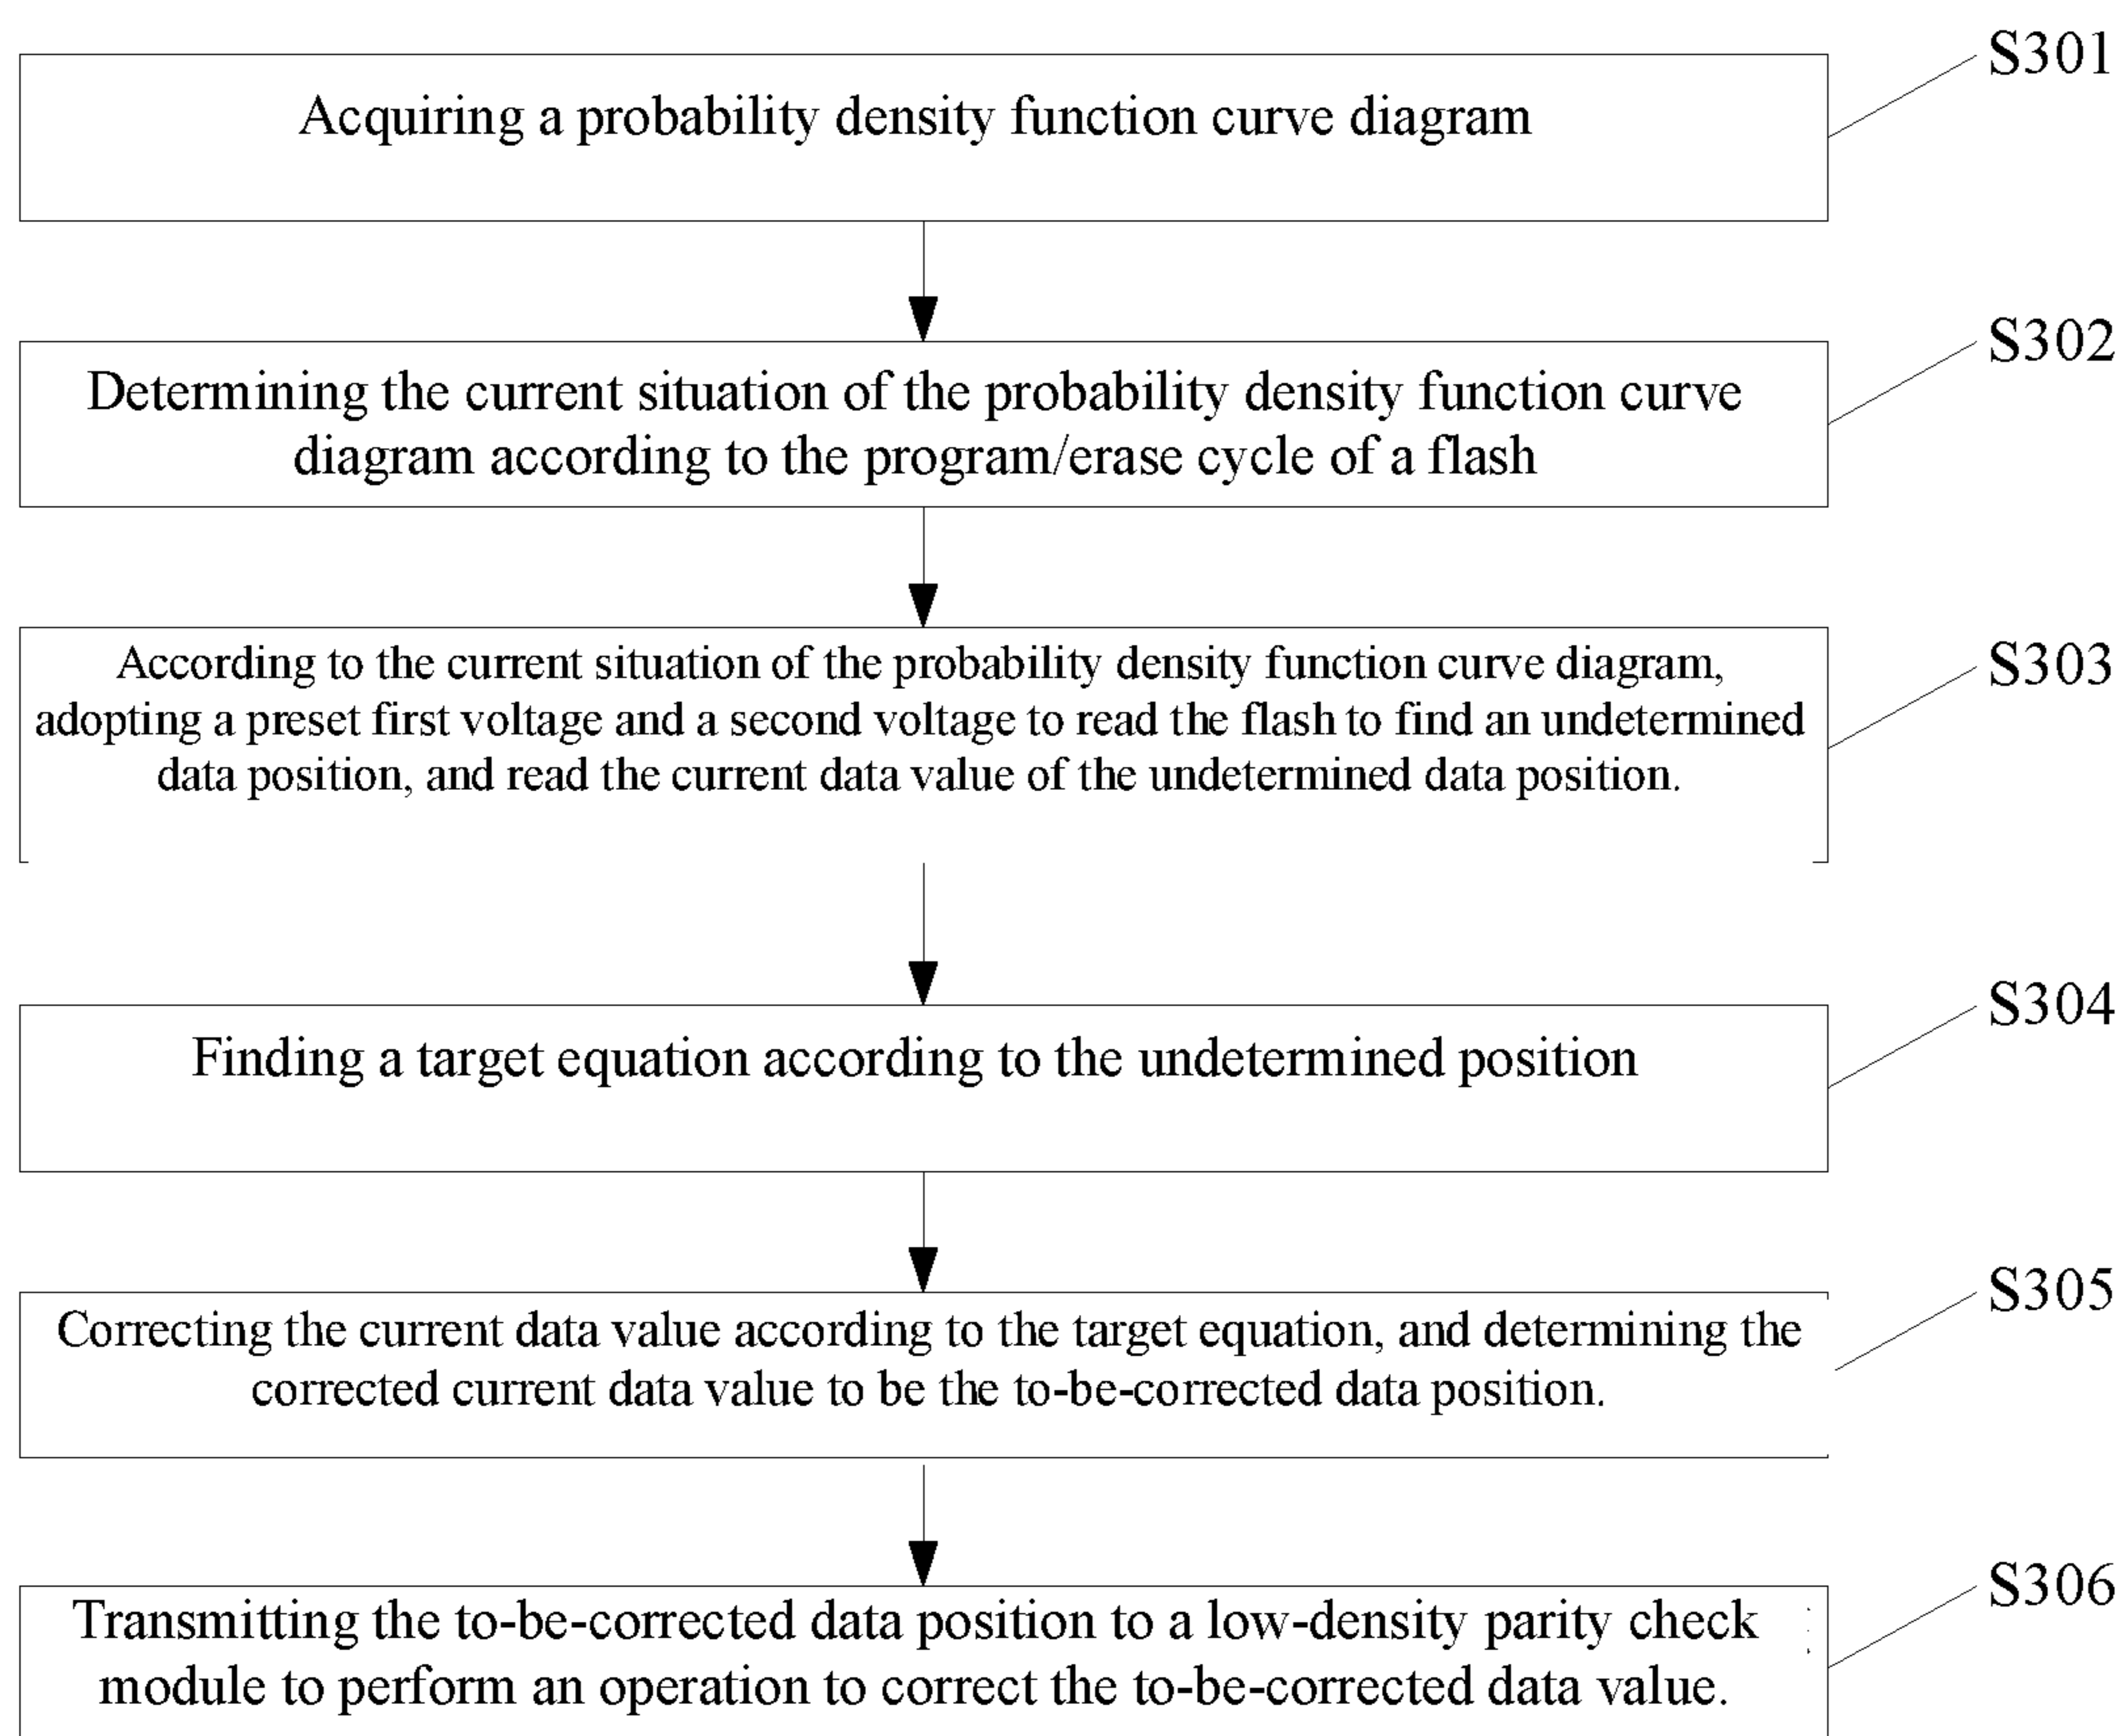 S301
Acquiring a probability density function curve diagram
S302
Determining the current situation of the probability density function curve
diagram according to the program/erase cycle of a flash
S303
According to the current situation of the probability density function curve diagram,
adopting a preset first voltage and a second voltage to read the flash to find an undetermined
data position, and read the current data value of the undetermined data position.
S304
Finding a target equation according to the undetermined position
S305
Correcting the current data value according to the target equation, and determining the
corrected current data value to be the to-be-corrected data position.
S306
Transmitting the to-be-corrected data position to a low-density parity check
module to perform an operation to correct the to-be-corrected data value.